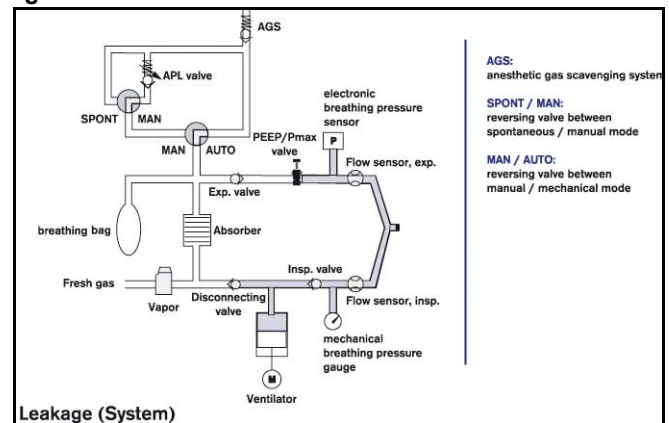 AGS
APL valve
SPONT
MAN
MAN
AUTO
electronic
breathing pressure
sensor
PEEP/Pmax
valve
P
Flow sensor, exp.
Exp. valve
breathing bag
Absorber
Fresh gas
Vapor
Disconnecting
valve
Insp. valve
Flow sensor, insp.
mechanical
breathing pressure
gauge
M
Ventilator
AGS:
anesthetic gas scavenging system
SPONT / MAN:
reversing valve between
spontaneous / manual mode
MAN / AUTO:
reversing valve between
manual / mechanical mode
Leakage (System)